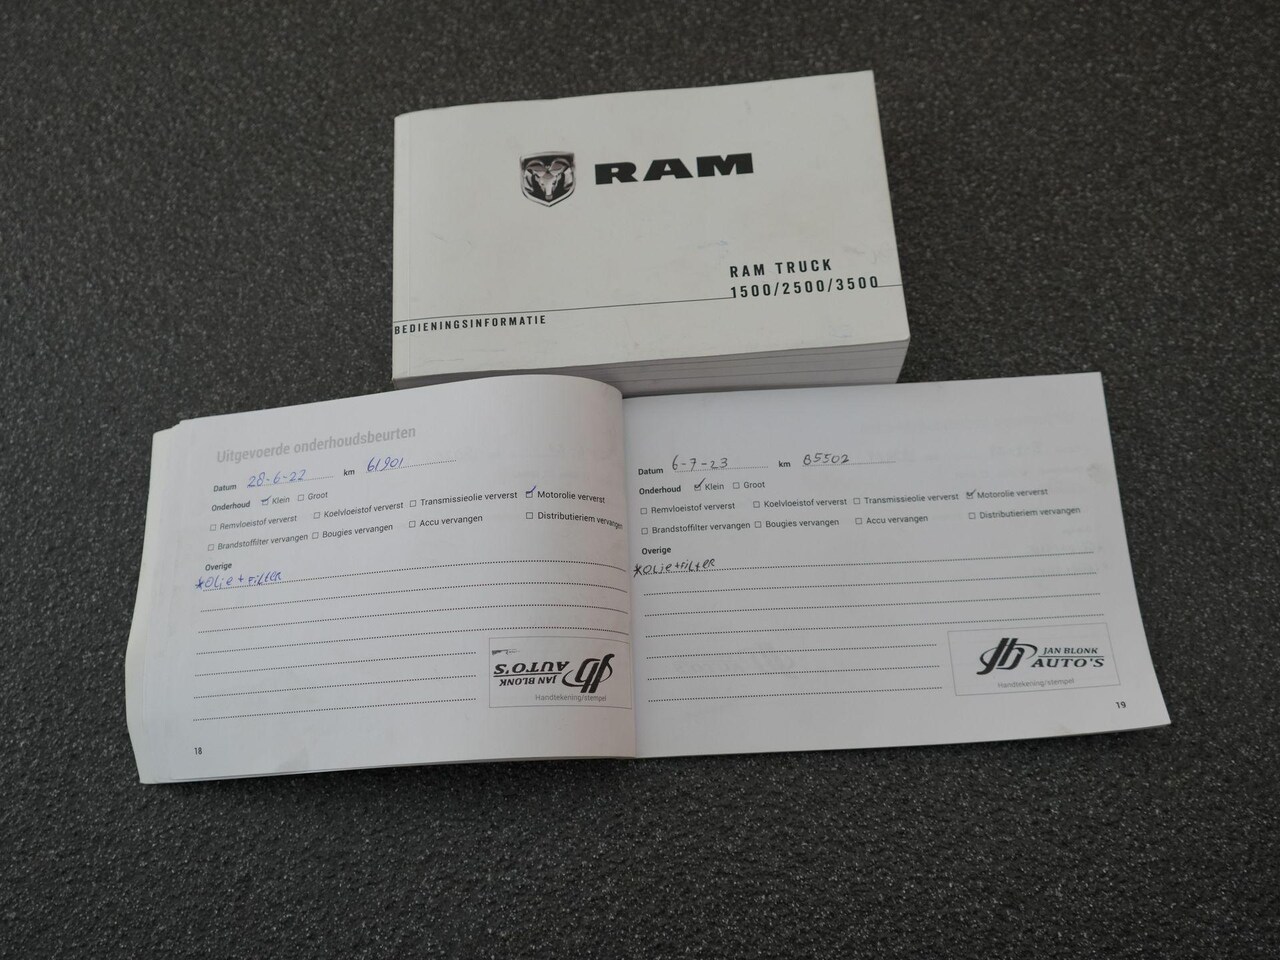 RAM
RAM TRUCK
1500/2500/3500
BEDIENINGSINFORMATIE
Uitgevoerde onderhoudsbeurten
Datum 28-6-22 km 61901
Onderhoud Klein Groot
Remvloeistof ververst Koelvloeistof ververst Transmissieolie ververst Motorolie ververst
Brandstoffilter vervangen Bougies vervangen Accu vervangen Distributieriem vervangen
Overige
*Olie + Filter
JAN BLONK
AUTO'S
Handtekening/stempel
18
Datum 6-7-23 km 85502
Onderhoud Klein Groot
Remvloeistof ververst Koelvloeistof ververst Transmissieolie ververst Motorolie ververst
Brandstoffilter vervangen Bougies vervangen Accu vervangen Distributieriem vervangen
Overige
*Olie+Filter
JAN BLONK
AUTO'S
Handtekening/stempel
19